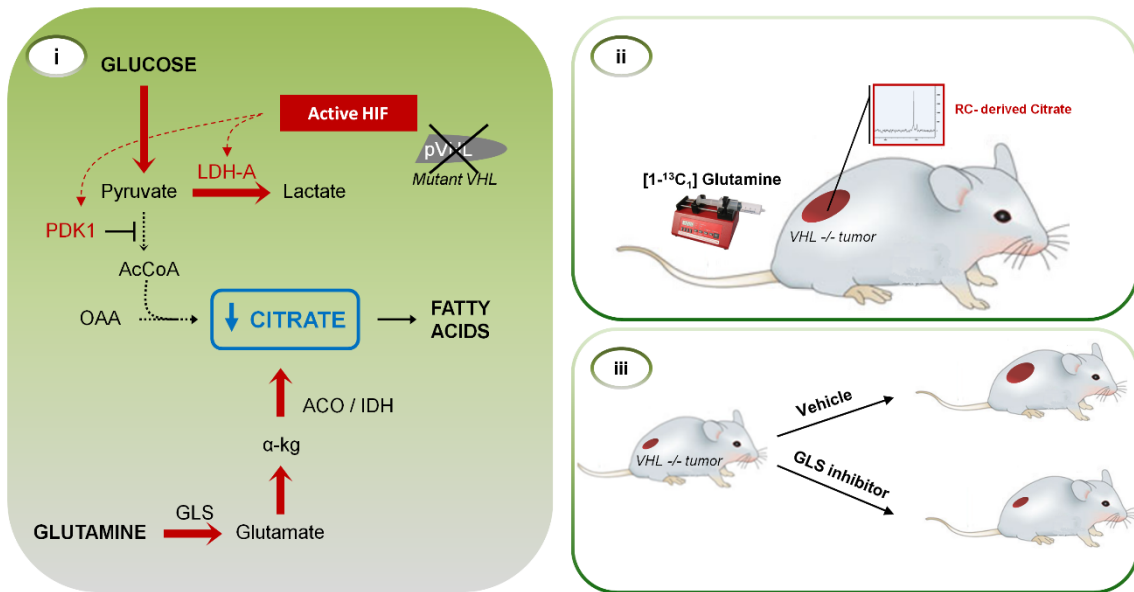 i
GLUCOSE
Active HIF
pVHL
Mutant VHL
LDH-A
Pyruvate
Lactate
PDK1
AcCoA
OAA
CITRATE
FATTY
ACIDS
ACO / IDH
α-kg
GLS
GLUTAMINE
Glutamate
ii
RC- derived Citrate
[1-¹³C₁] Glutamine
VHL -/- tumor
iii
Vehicle
VHL -/- tumor
GLS inhibitor